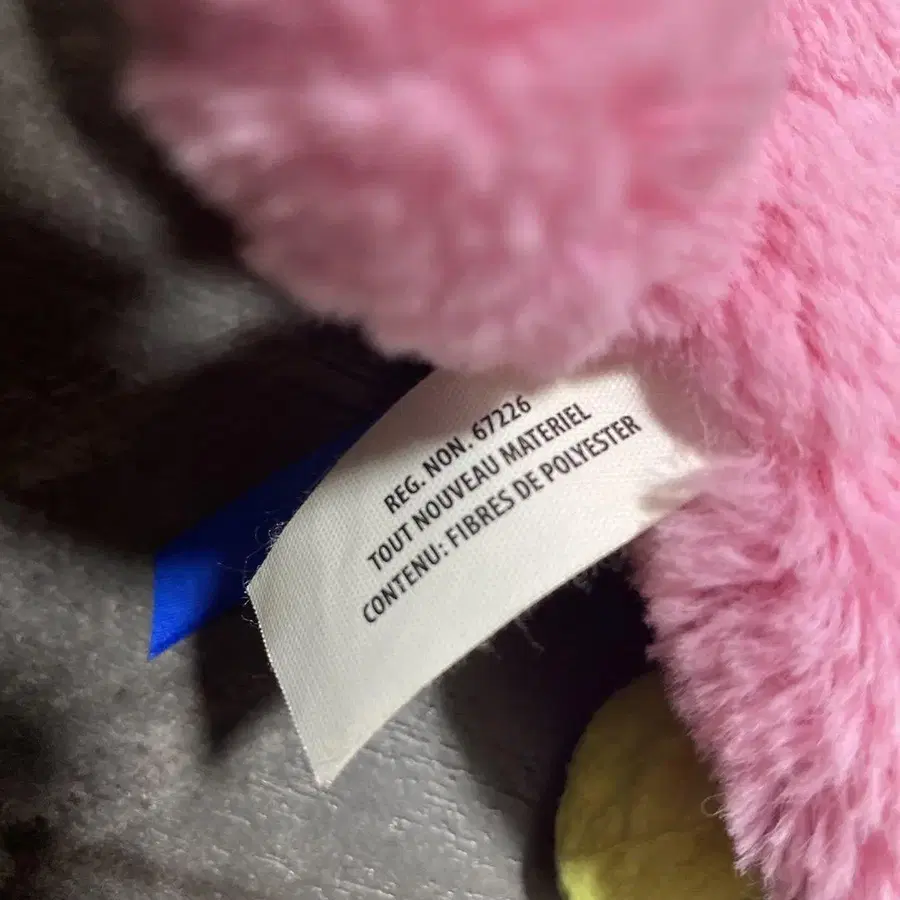 REG. NON. 67226
TOUT NOUVEAU MATERIEL
CONTENU: FIBRES DE POLYESTER